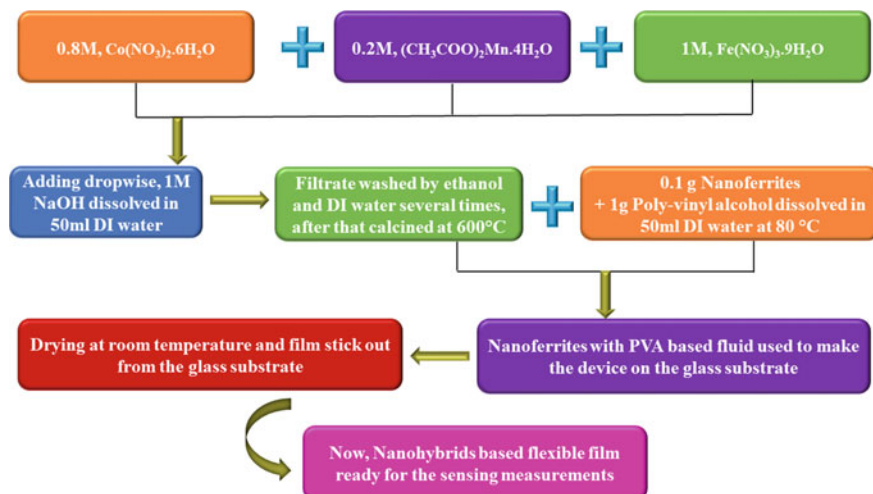 0.8M, Co(NO₃)₂.6H₂O
0.2M, (CH₃COO)₂Mn.4H₂O
1M, Fe(NO₃)₃.9H₂O
Adding dropwise, 1M
NaOH dissolved in
50ml DI water
Filtrate washed by ethanol
and DI water several times,
after that calcined at 600°C
0.1 g Nanoferrites
+ 1g Poly-vinyl alcohol dissolved in
50ml DI water at 80 °C
Drying at room temperature and film stick out
from the glass substrate
Nanoferrites with PVA based fluid used to make
the device on the glass substrate
Now, Nanohybrids based flexible film
ready for the sensing measurements